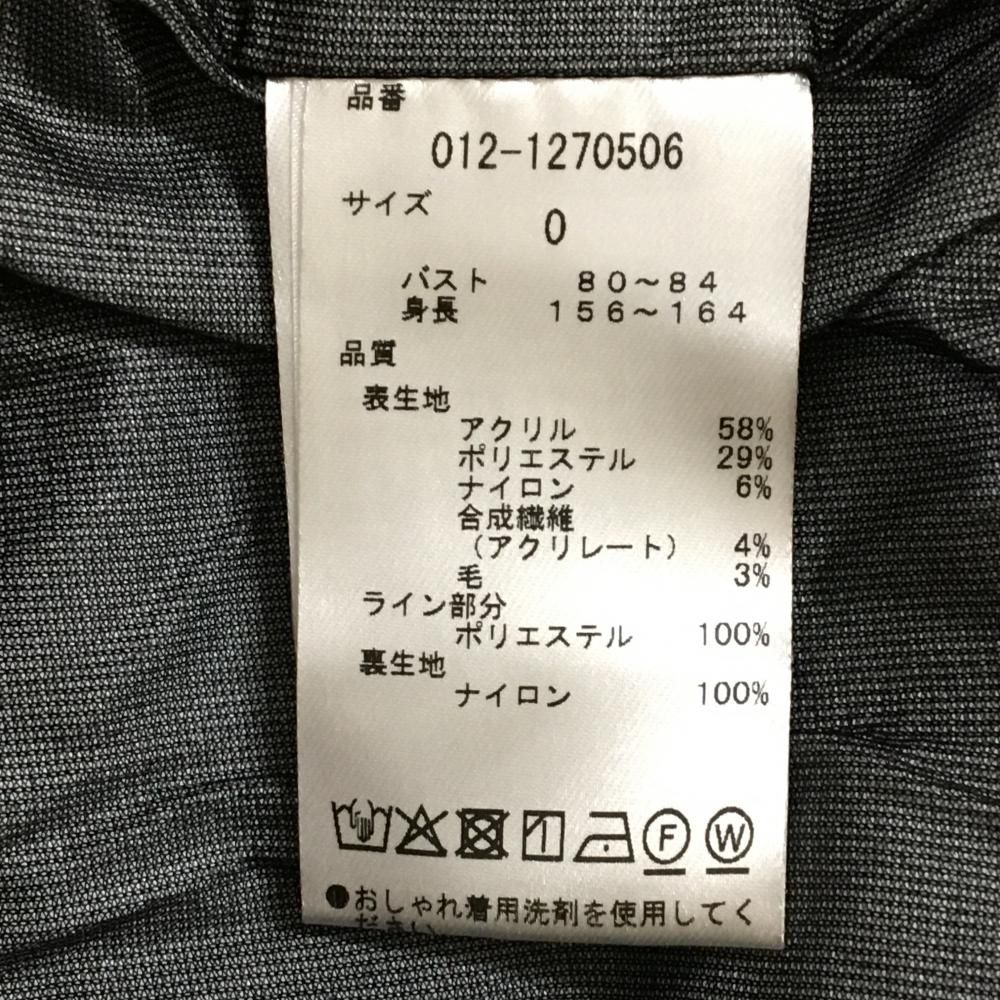 品番
012-1270506
サイズ
0
バスト 80〜84
身長 156〜164
品質
表生地
アクリル 58%
ポリエステル 29%
ナイロン 6%
合成繊維
(アクリレート) 4%
毛 3%
ライン部分
ポリエステル 100%
裏生地
ナイロン 100%
F W
●おしゃれ着用洗剤を使用してく
ださい